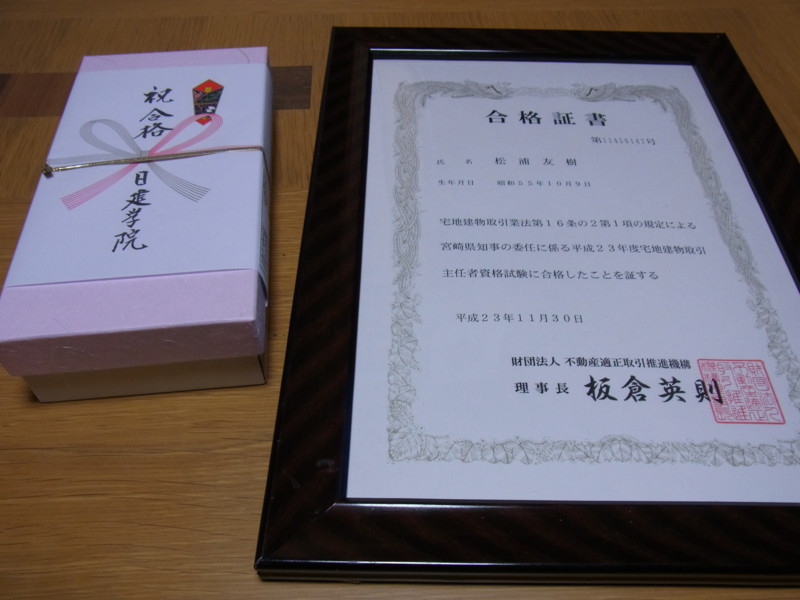 祝合格
日建学院
合格証書
氏名 松浦友樹
生年月日 昭和55年10月9日
宅地建物取引業法第16条の2第1項の規定による
宮崎県知事の委任に係る平成23年度宅地建物取引
主任者資格試験に合格したことを証する
平成23年11月30日
財団法人 不動産適正取引推進機構
理事長 板倉英則